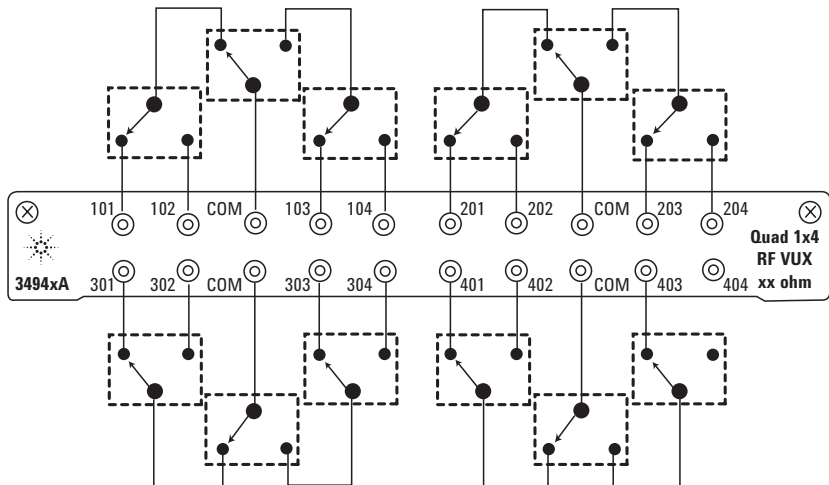 101 102 COM 103 104 201 202 COM 203 204
Quad 1x4
RF VUX
xx ohm
3494xA
301 302 COM 303 304 401 402 COM 403 404